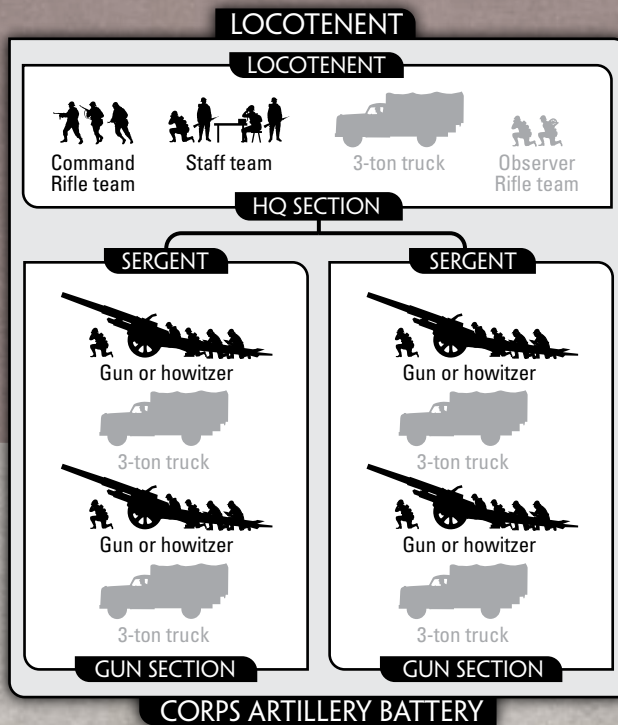 LOCOTENENT
LOCOTENENT
Command
Rifle team
Staff team
3-ton truck
Observer
Rifle team
HQ SECTION
SERGENT
Gun or howitzer
3-ton truck
Gun or howitzer
3-ton truck
GUN SECTION
SERGENT
Gun or howitzer
3-ton truck
Gun or howitzer
3-ton truck
GUN SECTION
CORPS ARTILLERY BATTERY